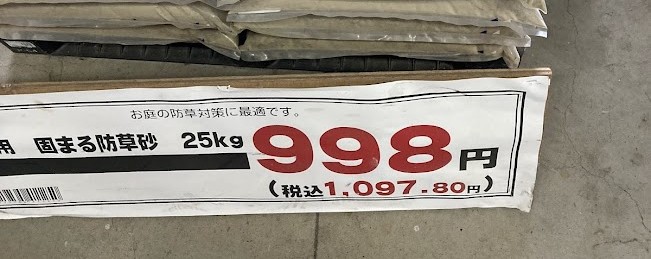 お庭の防草対策に最適です。
用 固まる防草砂 25kg 998円
(税込1,097.80円)